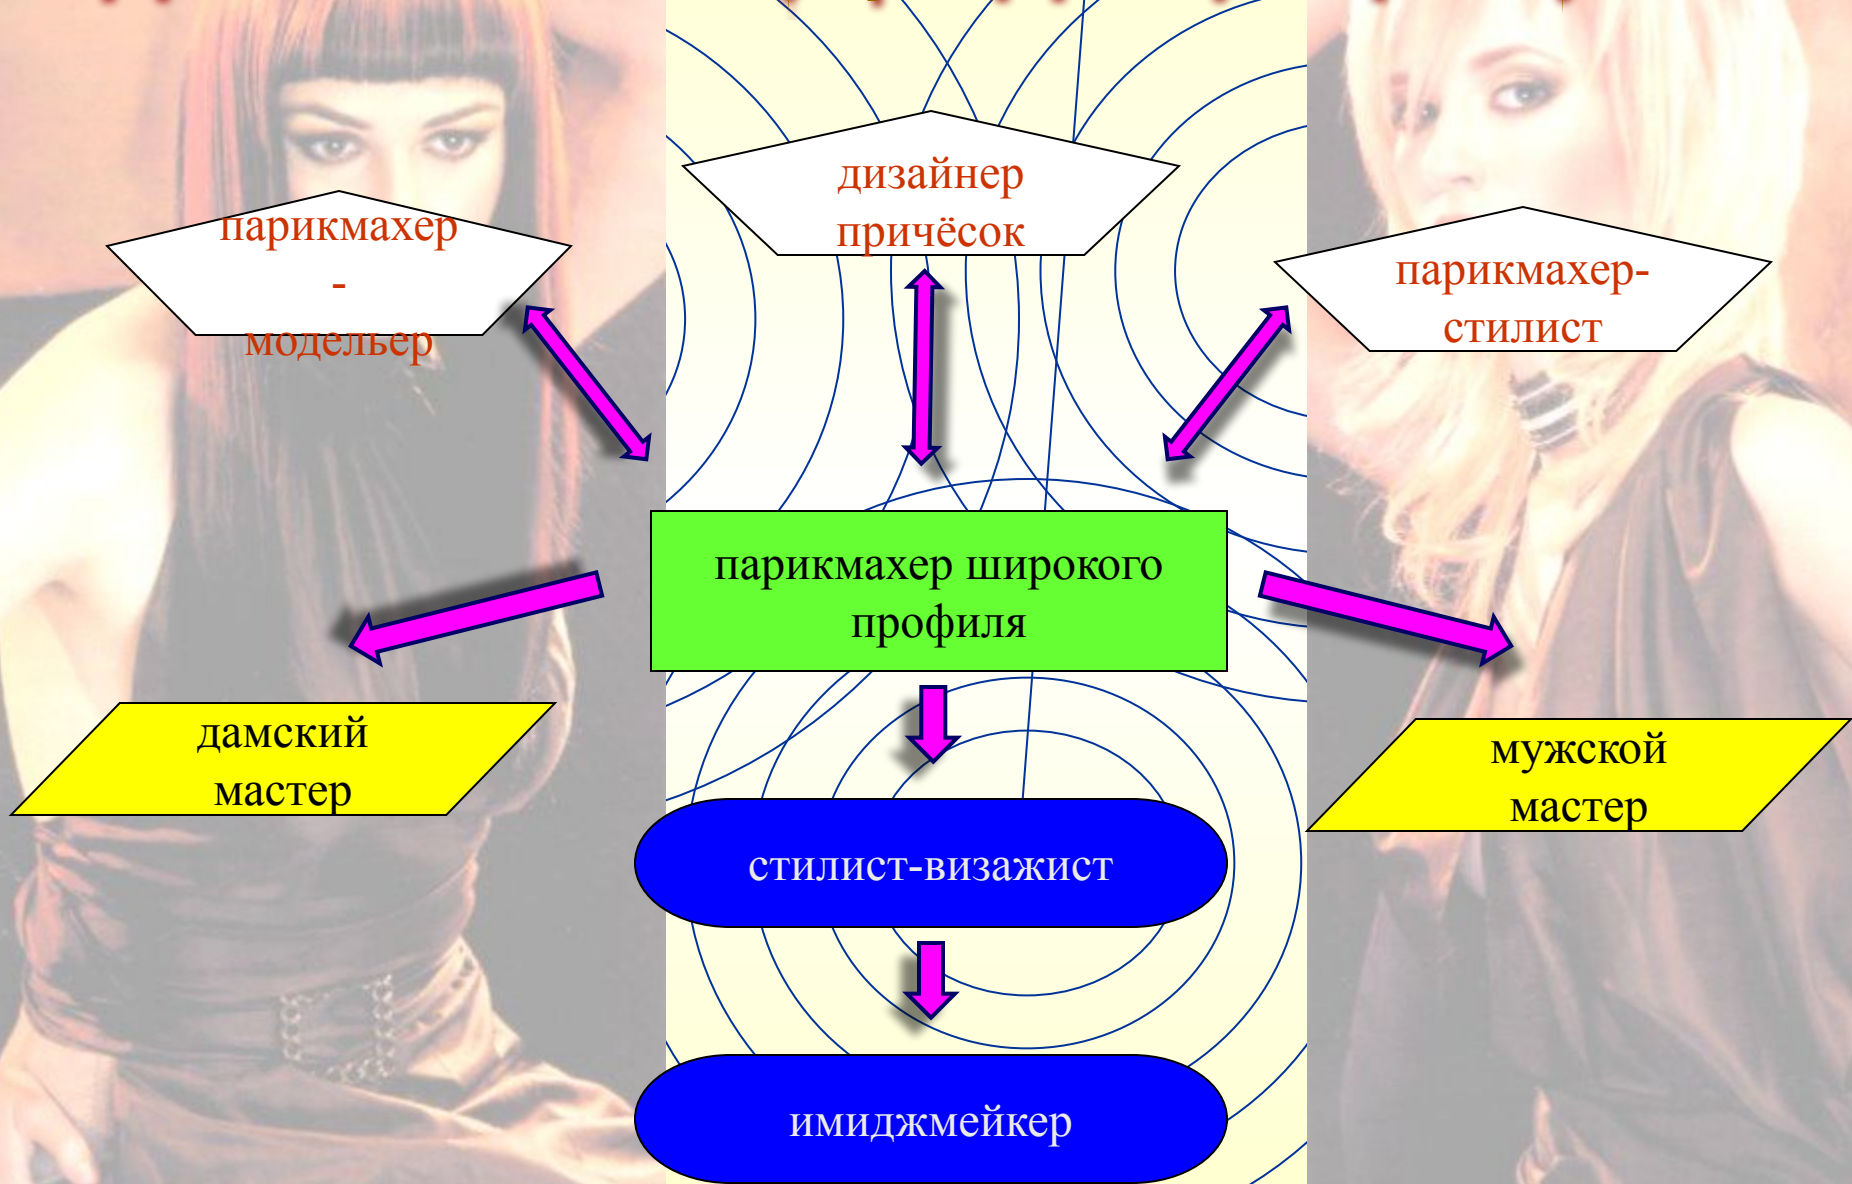 дизайнер
причёсок
парикмахер
-
модельер
парикмахер-
стилист
парикмахер широкого
профиля
дамский
мастер
мужской
мастер
стилист-визажист
имиджмейкер